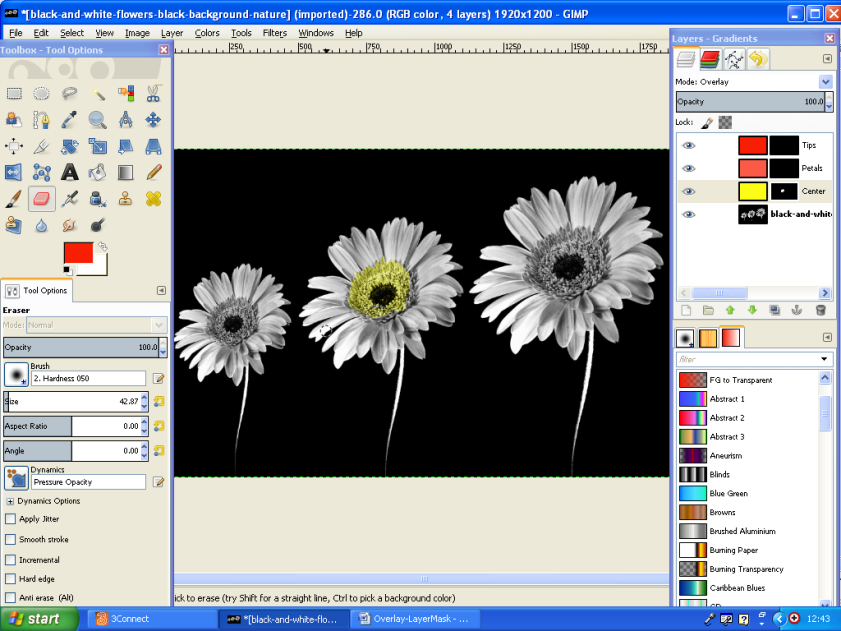 *[black-and-white-flowers-black-background-nature] (imported)-286.0 (RGB color, 4 layers) 1920x1200 – GIMP
File Edit Select View Image Layer Colors Tools Filters Windows Help
Toolbox - Tool Options
Tool Options
Eraser
Mode: Normal
Opacity 100.0
Brush
2. Hardness 050
Size 42.87
Aspect Ratio 0.00
Angle 0.00
Dynamics
Pressure Opacity
Dynamics Options
Apply Jitter
Smooth stroke
Incremental
Hard edge
Anti erase (Alt)
250 500 750 1000 1250 1500 1750
ick to erase (try Shift for a straight line, Ctrl to pick a background color)
Layers - Gradients
Mode: Overlay
Opacity 100.0
Lock:
Tips
Petals
Center
black-and-white
filter
FG to Transparent
Abstract 1
Abstract 2
Abstract 3
Aneurism
Blinds
Blue Green
Browns
Brushed Aluminium
Burning Paper
Burning Transparency
Caribbean Blues
CD
start
3Connect
*[black-and-white-flo...
Overlay-LayerMask - ...
12:43